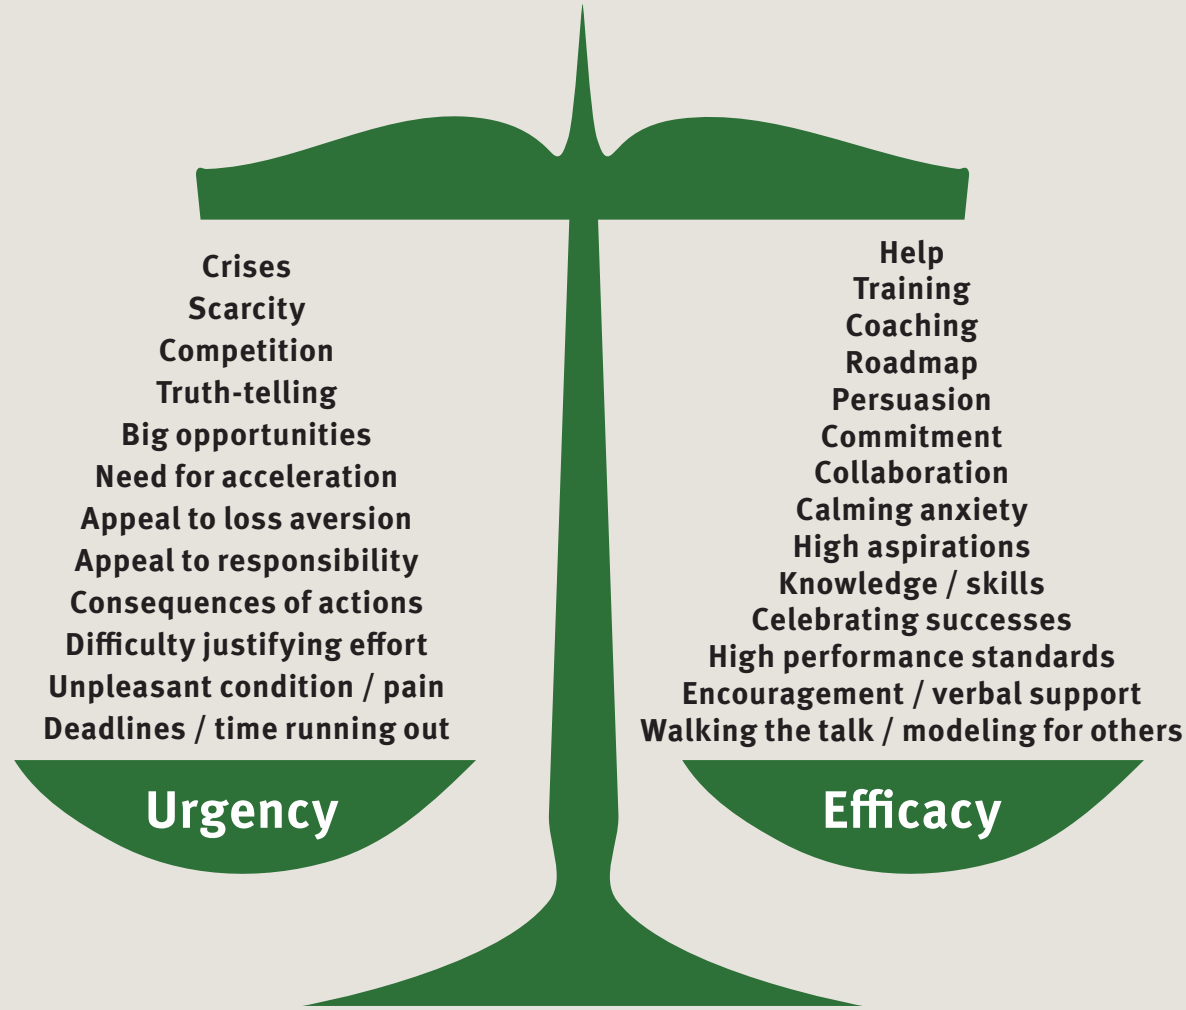 Crises
Scarcity
Competition
Truth-telling
Big opportunities
Need for acceleration
Appeal to loss aversion
Appeal to responsibility
Consequences of actions
Difficulty justifying effort
Unpleasant condition / pain
Deadlines / time running out
Urgency
Help
Training
Coaching
Roadmap
Persuasion
Commitment
Collaboration
Calming anxiety
High aspirations
Knowledge / skills
Celebrating successes
High performance standards
Encouragement / verbal support
Walking the talk / modeling for others
Efficacy